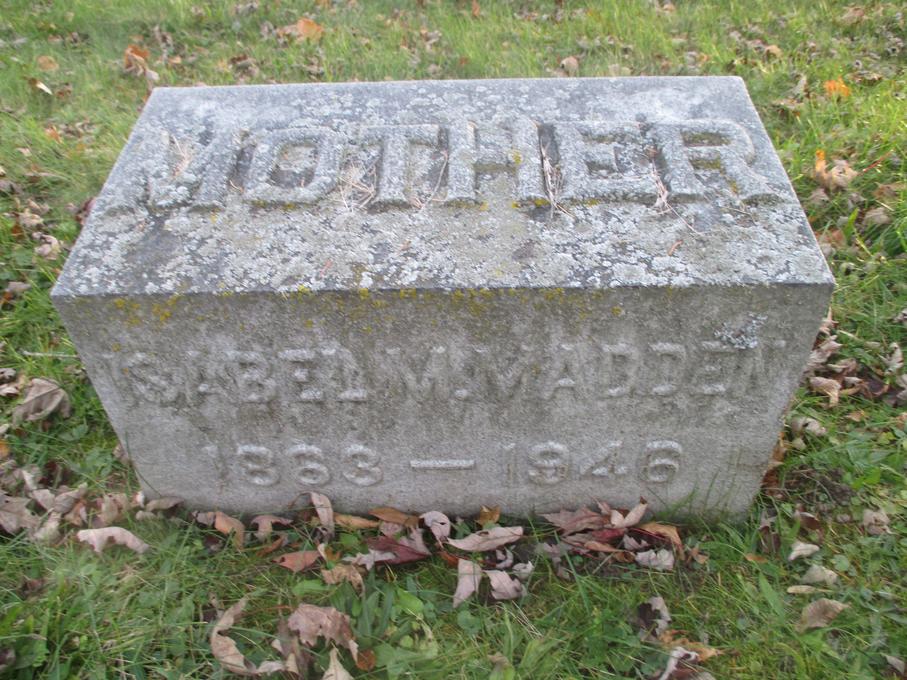 MOTHER
ISABEL M. MADDEN
1863 — 1946